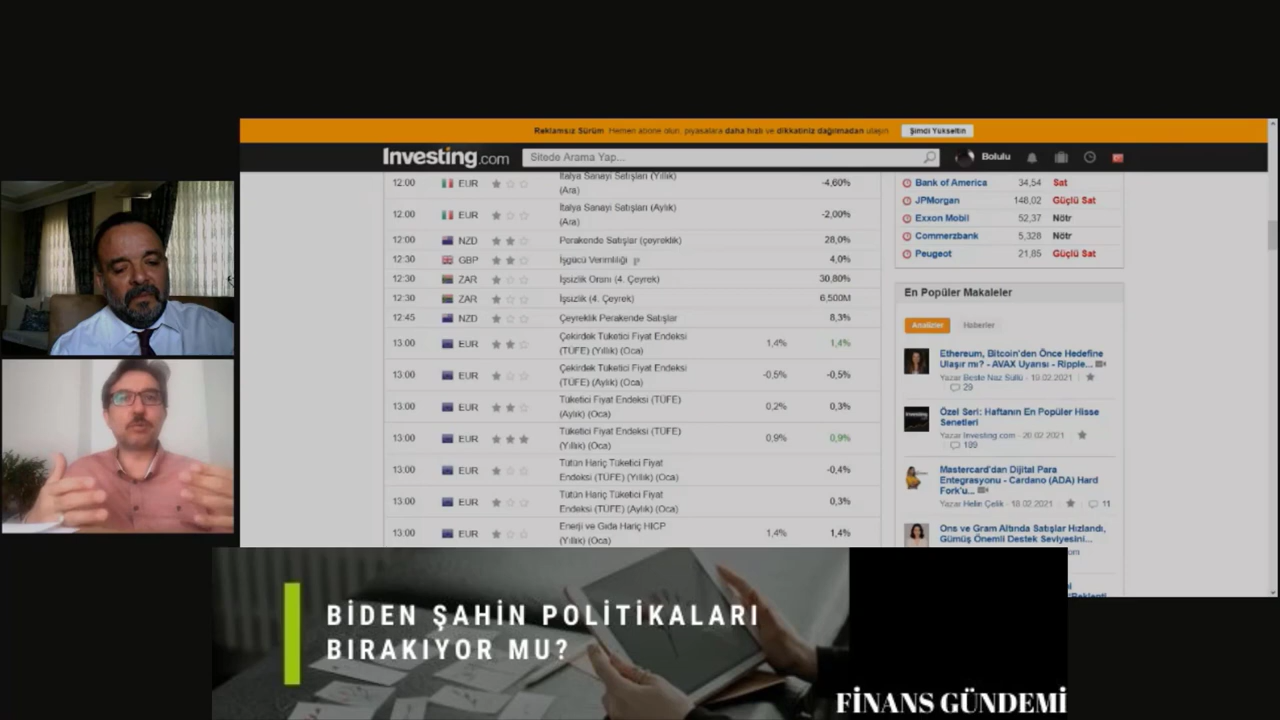 Reklamsız Sürüm. Hemen abone olun, piyasalara daha hızlı ve dikkatiniz dağılmadan ulaşın
Şimdi Yükseltin
Investing.com
Sitede Arama Yap...
Bolulu
12:00 EUR İtalya Sanayi Satışları (Yıllık) -4,60%
(Ara)
12:00 EUR İtalya Sanayi Satışları (Aylık) -2,00%
(Ara)
12:00 NZD Perakende Satışlar (çeyreklik) 28,0%
12:30 GBP İşgücü Verimliliği 4,0%
12:30 ZAR İşsizlik Oranı (4. Çeyrek) 30,80%
12:30 ZAR İşsizlik (4. Çeyrek) 6,500M
12:45 NZD Çeyreklik Perakende Satışlar 8,3%
13:00 EUR Çekirdek Tüketici Fiyat Endeksi 1,4% 1,4%
(TÜFE) (Yıllık) (Oca)
13:00 EUR Çekirdek Tüketici Fiyat Endeksi -0,5% -0,5%
(TÜFE) (Aylık) (Oca)
13:00 EUR Tüketici Fiyat Endeksi (TÜFE) 0,2% 0,3%
(Aylık) (Oca)
13:00 EUR Tüketici Fiyat Endeksi (TÜFE) 0,9% 0,9%
(Yıllık) (Oca)
13:00 EUR Tütün Hariç Tüketici Fiyat -0,4%
Endeksi (TÜFE) (Yıllık) (Oca)
13:00 EUR Tütün Hariç Tüketici Fiyat 0,3%
Endeksi (TÜFE) (Aylık) (Oca)
13:00 EUR Enerji ve Gıda Hariç HICP 1,4% 1,4%
(Yıllık) (Oca)
Bank of America 34,54 Sat
JPMorgan 148,02 Güçlü Sat
Exxon Mobil 52,37 Nötr
Commerzbank 5,328 Nötr
Peugeot 21,85 Güçlü Sat
En Popüler Makaleler
Analizler Haberler
Ethereum, Bitcoin'den Önce Hedefine
Ulaşır mı? - AVAX Uyarısı - Ripple...
Yazar Beste Naz Süllü - 19.02.2021
29
Özel Seri: Haftanın En Popüler Hisse
Senetleri
Yazar Investing.com - 20.02.2021
199
Mastercard'dan Dijital Para
Entegrasyonu - Cardano (ADA) Hard
Fork'u...
Yazar Helin Çelik - 18.02.2021 11
Ons ve Gram Altında Satışlar Hızlandı,
Gümüş Önemli Destek Seviyesini...
BİDEN ŞAHİN POLİTİKALARI
BIRAKIYOR MU?
FİNANS GÜNDEMİ